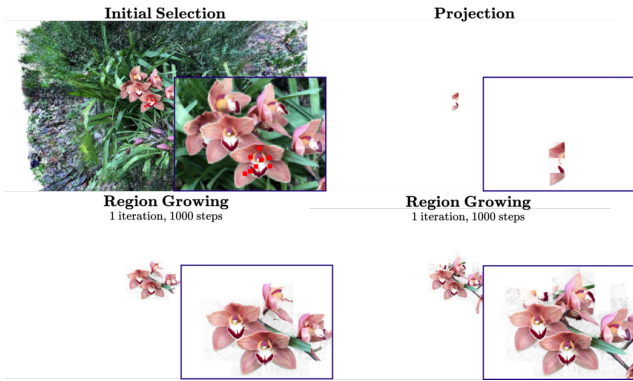 Initial Selection
Projection
Region Growing
1 iteration, 1000 steps
Region Growing
1 iteration, 1000 steps